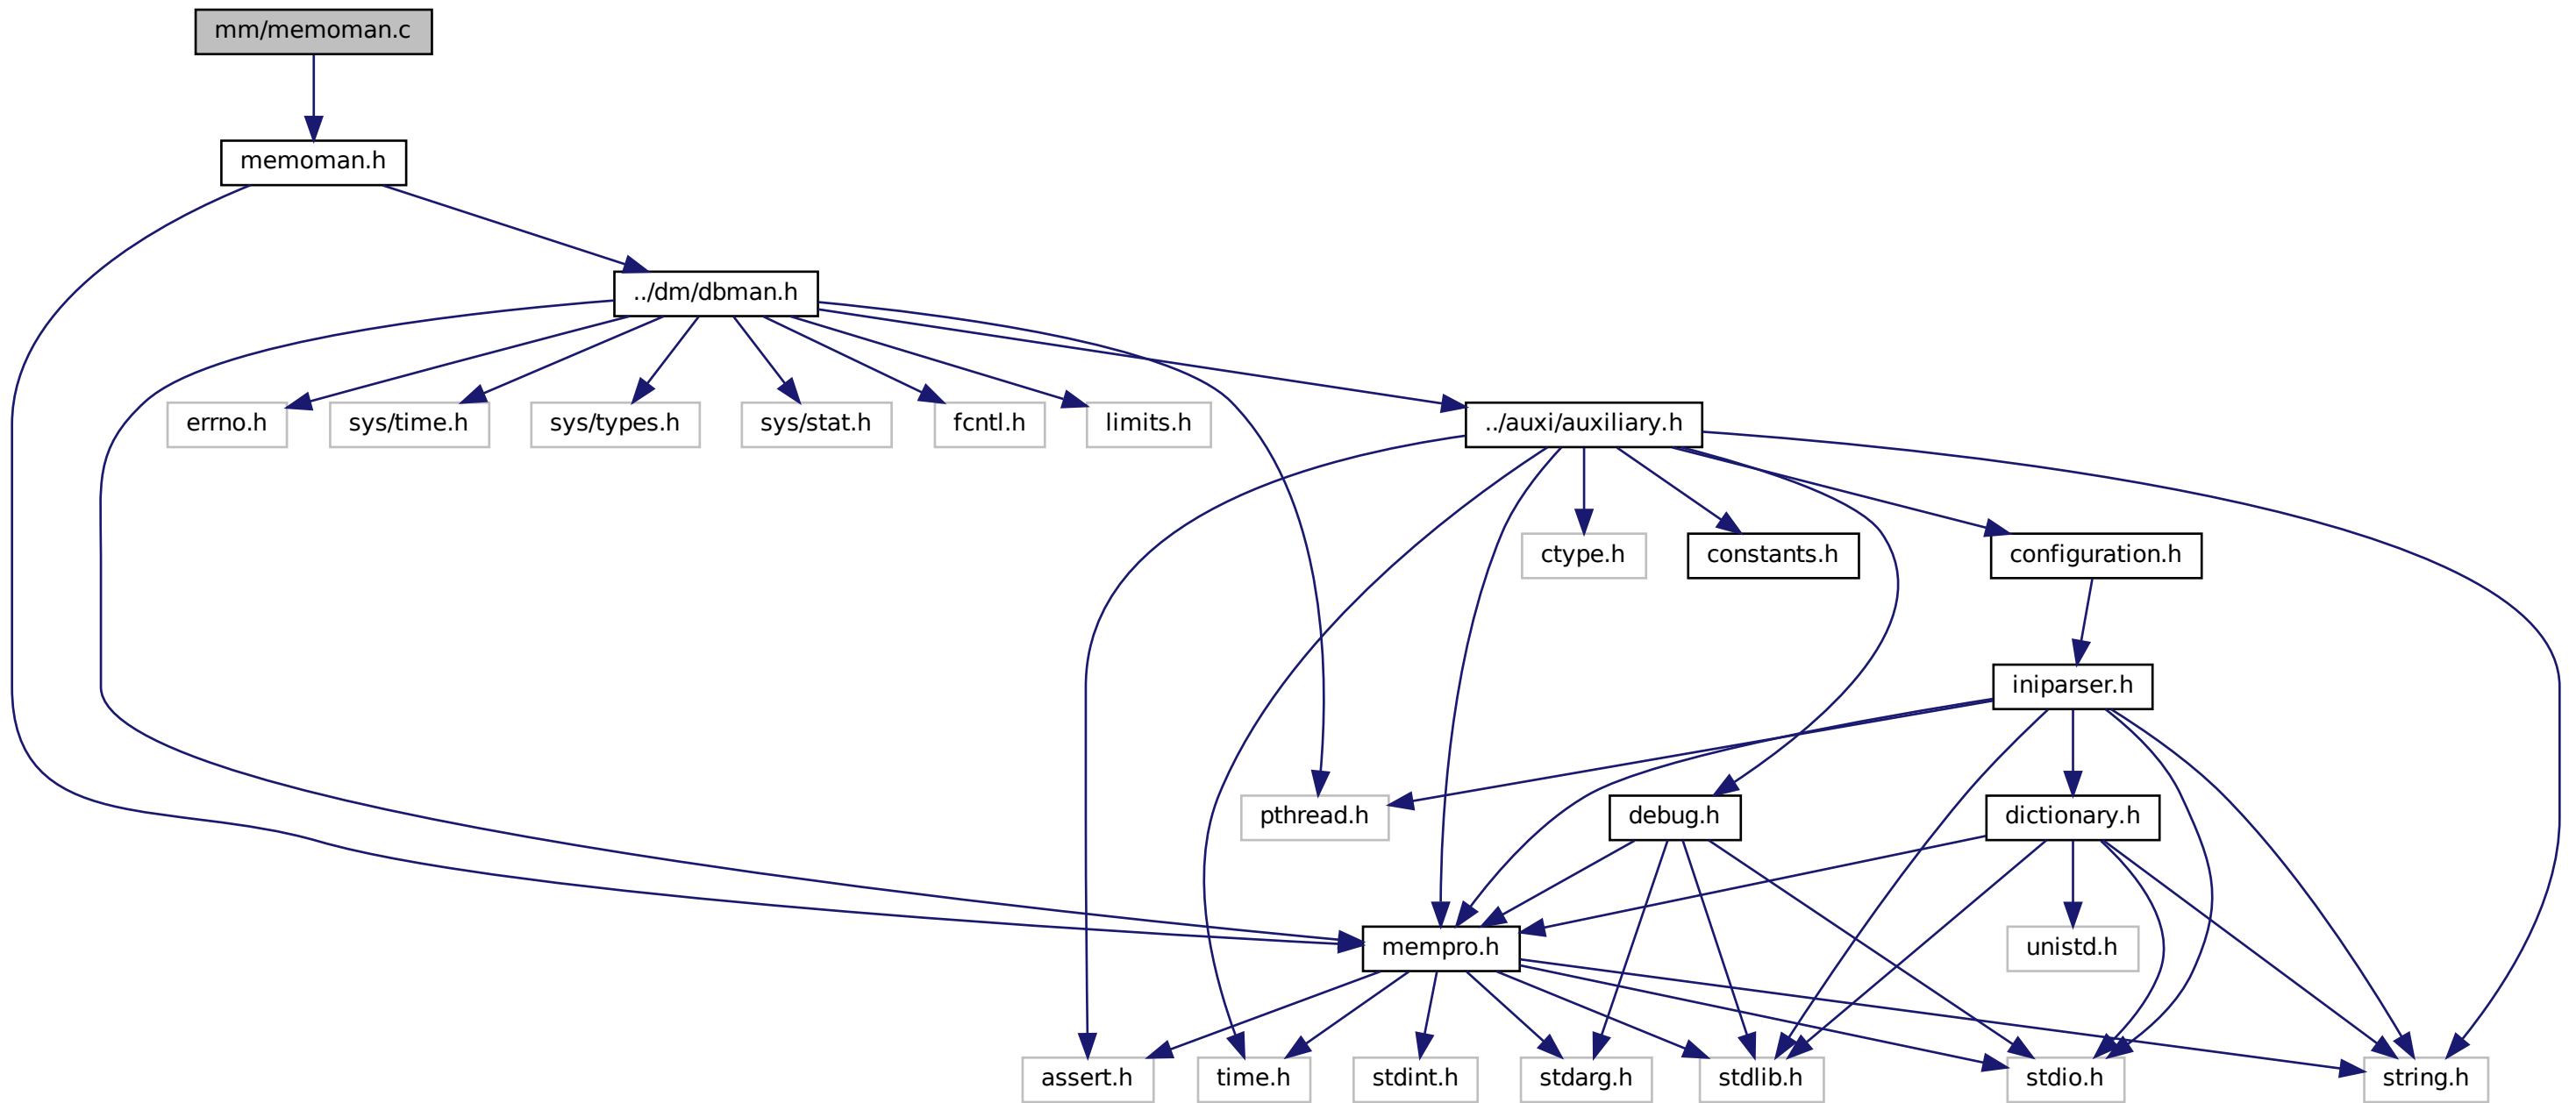 mm/memoman.c
memoman.h
../dm/dbman.h
errno.h
sys/time.h
sys/types.h
sys/stat.h
fcntl.h
limits.h
../auxi/auxiliary.h
ctype.h
constants.h
configuration.h
iniparser.h
pthread.h
debug.h
dictionary.h
mempro.h
unistd.h
assert.h
time.h
stdint.h
stdarg.h
stdlib.h
stdio.h
string.h